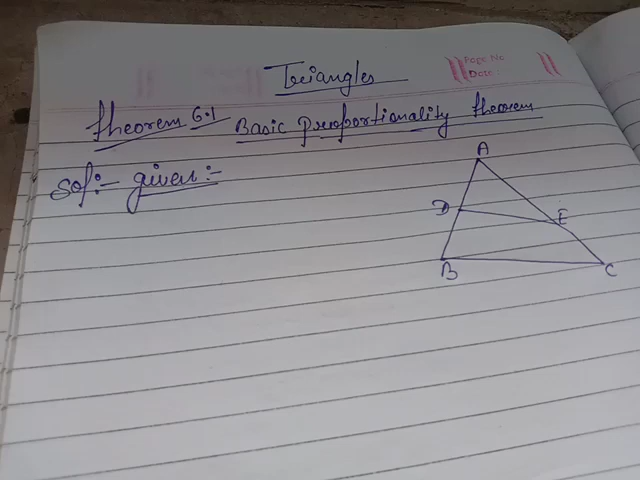 Triangles
Page No
Date:
Theorem 6.1 Basic proportionality theorem
Sol:- given:-
A
D
E
B
C